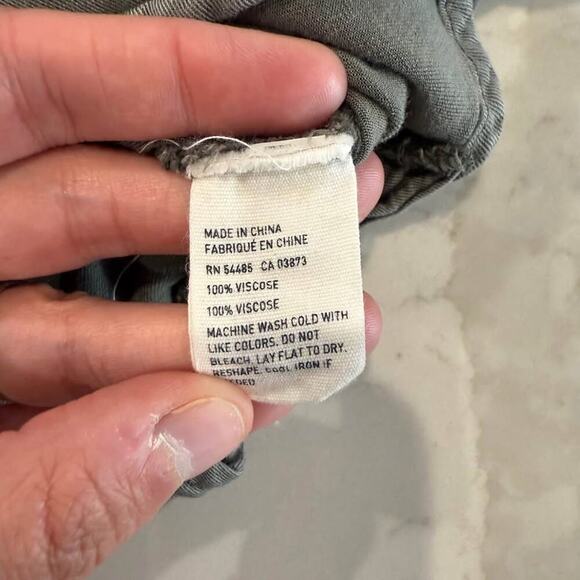 MADE IN CHINA
FABRIQUÉ EN CHINE
RN 54485 CA 03873
100% VISCOSE
100% VISCOSE
MACHINE WASH COLD WITH
LIKE COLORS. DO NOT
BLEACH. LAY FLAT TO DRY.
RESHAPE. COOL IRON IF